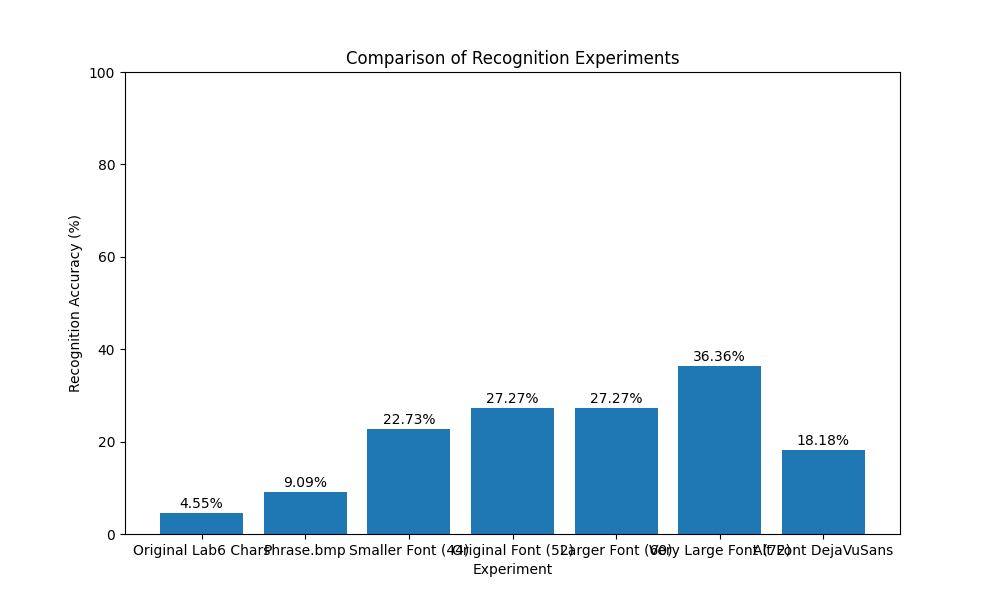 Comparison of Recognition Experiments
Recognition Accuracy (%)
100
80
60
40
20
0
4.55%
9.09%
22.73%
27.27%
27.27%
36.36%
18.18%
Original Lab6 Chars
Phrase.bmp
Smaller Font (44)
Original Font (52)
Larger Font (60)
Very Large Font (72)
Alt Font DejaVuSans
Experiment